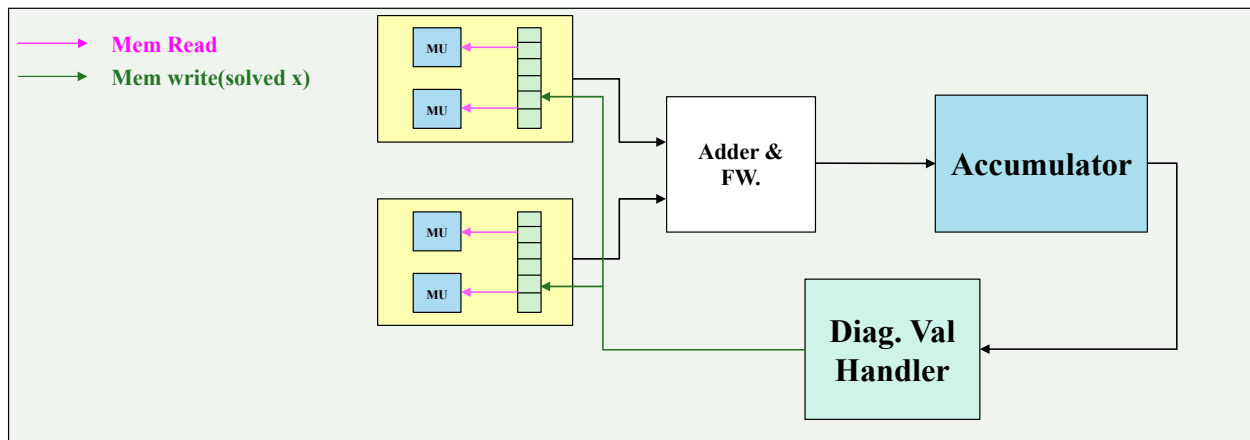 Mem Read
Mem write(solved x)
MU
MU
MU
MU
Adder &
FW.
Accumulator
Diag. Val
Handler